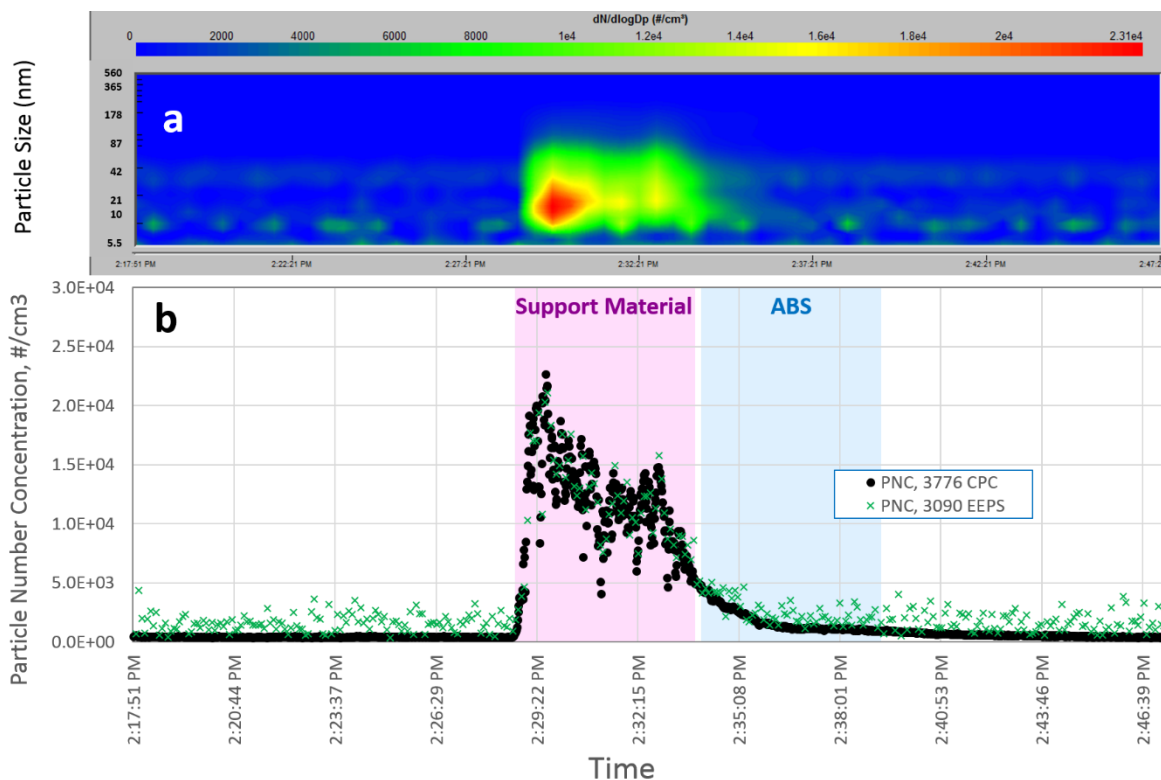 dN/dlogDp (#/cm³)
0 2000 4000 6000 8000 1e4 1.2e4 1.4e4 1.6e4 1.8e4 2e4 2.31e4
Particle Size (nm)
560
365
178
87
42
21
10
5.5
a
2:17:51 PM 2:22:21 PM 2:27:21 PM 2:32:21 PM 2:37:21 PM 2:42:21 PM 2:47:2
Particle Number Concentration, #/cm3
3.0E+04
2.5E+04
2.0E+04
1.5E+04
1.0E+04
5.0E+03
0.0E+00
b
Support Material
ABS
PNC, 3776 CPC
PNC, 3090 EEPS
2:17:51 PM
2:20:44 PM
2:23:37 PM
2:26:29 PM
2:29:22 PM
2:32:15 PM
2:35:08 PM
2:38:01 PM
2:40:53 PM
2:43:46 PM
2:46:39 PM
Time